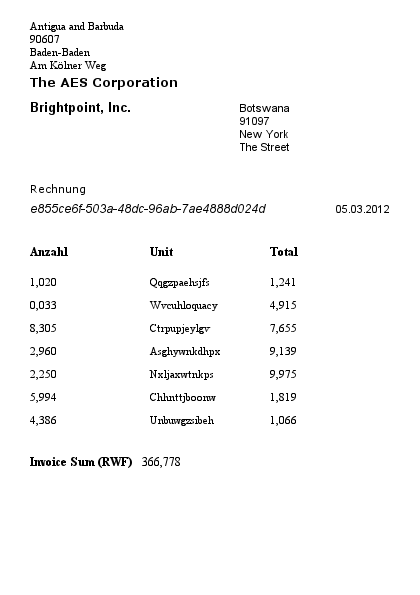 Antigua and Barbuda
90607
Baden-Baden
Am Kölner Weg
The AES Corporation
Brightpoint, Inc.
Botswana
91097
New York
The Street
Rechnung
e855ce6f-503a-48dc-96ab-7ae4888d024d 05.03.2012
Anzahl Unit Total
1,020 Qqgzpaehsjfs 1,241
0,033 Wvcuhloquacy 4,915
8,305 Ctrpupjeylgv 7,655
2,960 Asghywnkdhpx 9,139
2,250 Nxljaxwtnkps 9,975
5,994 Chhnttjboonw 1,819
4,386 Unbuwgzsibeh 1,066
Invoice Sum (RWF) 366,778